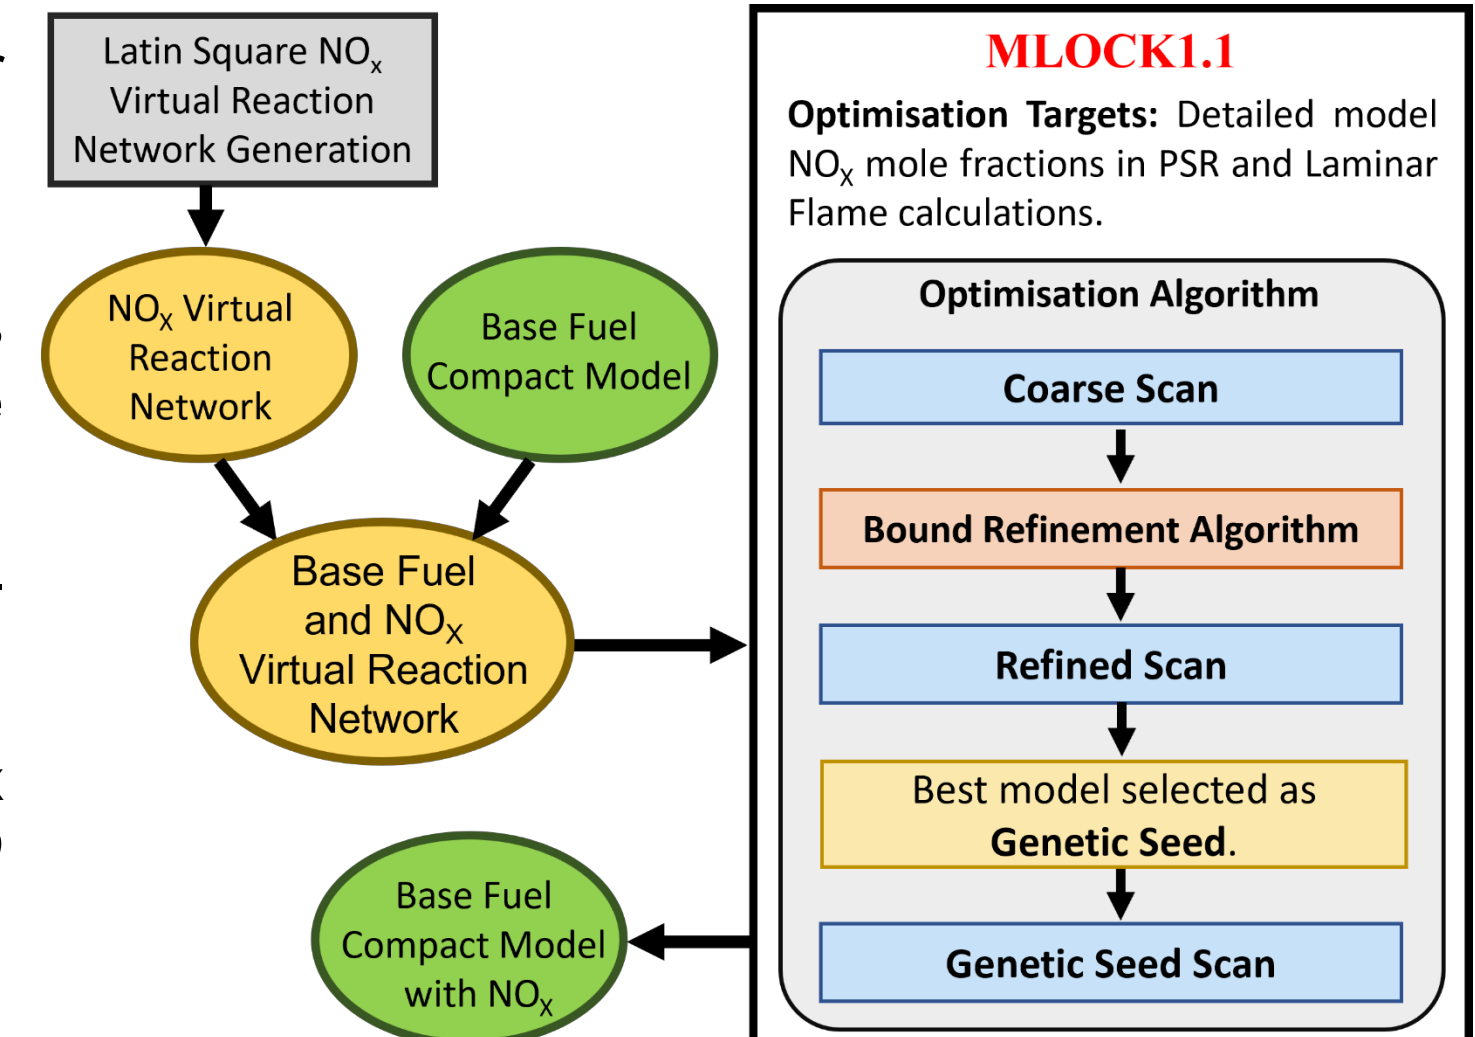 Latin Square NOx
Virtual Reaction
Network Generation
NOX Virtual
Reaction
Network
Base Fuel
Compact Model
Base Fuel
and NOX
Virtual Reaction
Network
Base Fuel
Compact Model
with NOX
MLOCK1.1
Optimisation Targets: Detailed model
NOX mole fractions in PSR and Laminar
Flame calculations.
Optimisation Algorithm
Coarse Scan
Bound Refinement Algorithm
Refined Scan
Best model selected as
Genetic Seed.
Genetic Seed Scan